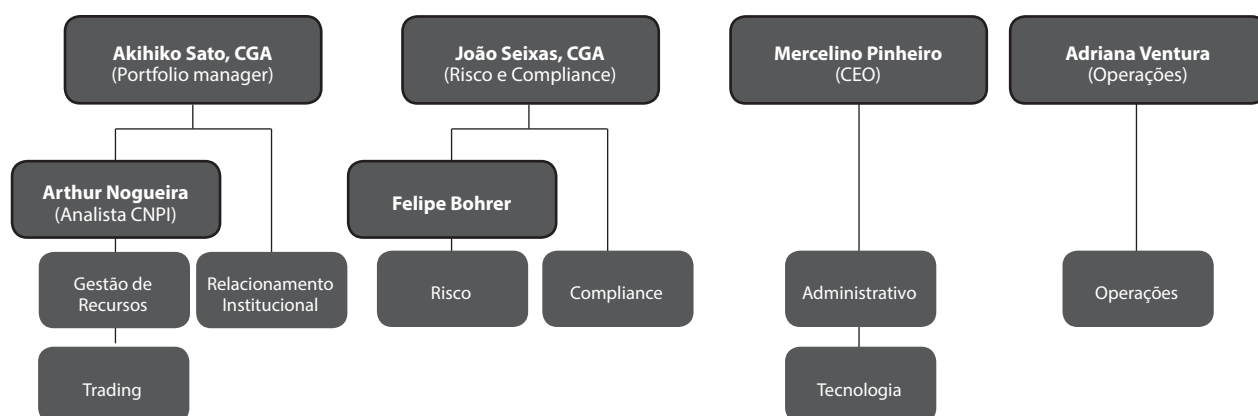 Akihiko Sato, CGA
(Portfolio manager)
João Seixas, CGA
(Risco e Compliance)
Mercelino Pinheiro
(CEO)
Adriana Ventura
(Operações)
Arthur Nogueira
(Analista CNPI)
Felipe Bohrer
Gestão de
Recursos
Relacionamento
Institucional
Risco
Compliance
Administrativo
Operações
Trading
Tecnologia